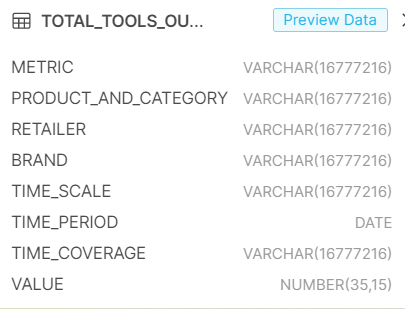 TOTAL_TOOLS_OU... Preview Data
METRIC VARCHAR(16777216)
PRODUCT_AND_CATEGORY VARCHAR(16777216)
RETAILER VARCHAR(16777216)
BRAND VARCHAR(16777216)
TIME_SCALE VARCHAR(16777216)
TIME_PERIOD DATE
TIME_COVERAGE VARCHAR(16777216)
VALUE NUMBER(35,15)